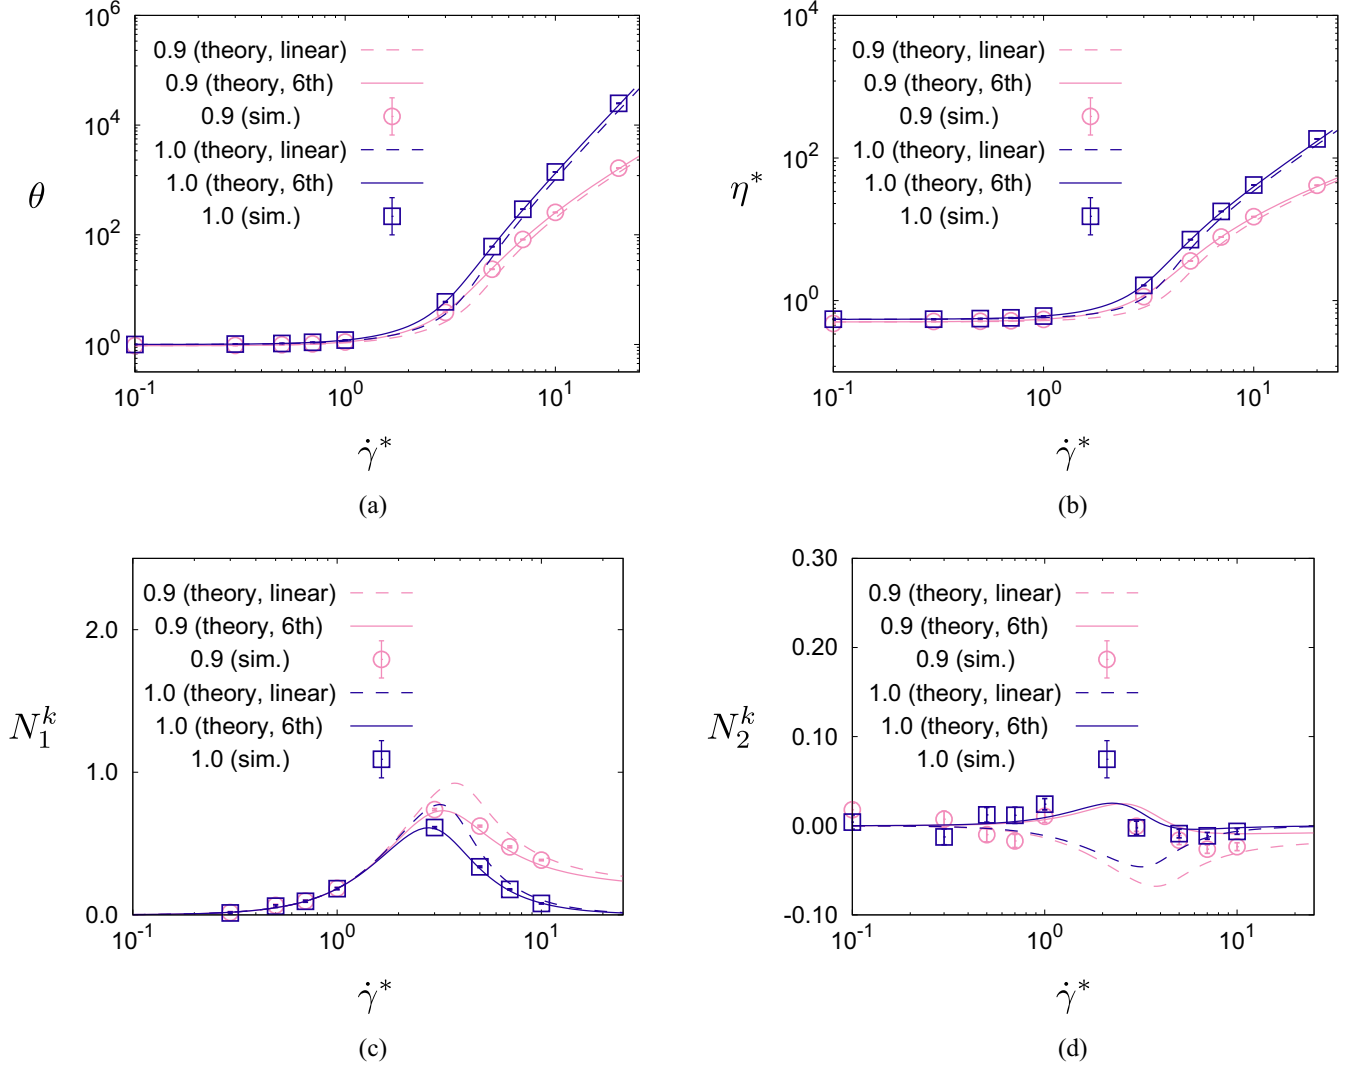 10^6
10^4
10^2
10^0
θ
0.9 (theory, linear)
0.9 (theory, 6th)
0.9 (sim.)
1.0 (theory, linear)
1.0 (theory, 6th)
1.0 (sim.)
10^-1 10^0 10^1
γ̇*
(a)
10^4
10^2
10^0
η*
0.9 (theory, linear)
0.9 (theory, 6th)
0.9 (sim.)
1.0 (theory, linear)
1.0 (theory, 6th)
1.0 (sim.)
10^-1 10^0 10^1
γ̇*
(b)
2.0
1.0
0.0
N_1^k
0.9 (theory, linear)
0.9 (theory, 6th)
0.9 (sim.)
1.0 (theory, linear)
1.0 (theory, 6th)
1.0 (sim.)
10^-1 10^0 10^1
γ̇*
(c)
0.30
0.20
0.10
0.00
-0.10
N_2^k
0.9 (theory, linear)
0.9 (theory, 6th)
0.9 (sim.)
1.0 (theory, linear)
1.0 (theory, 6th)
1.0 (sim.)
10^-1 10^0 10^1
γ̇*
(d)